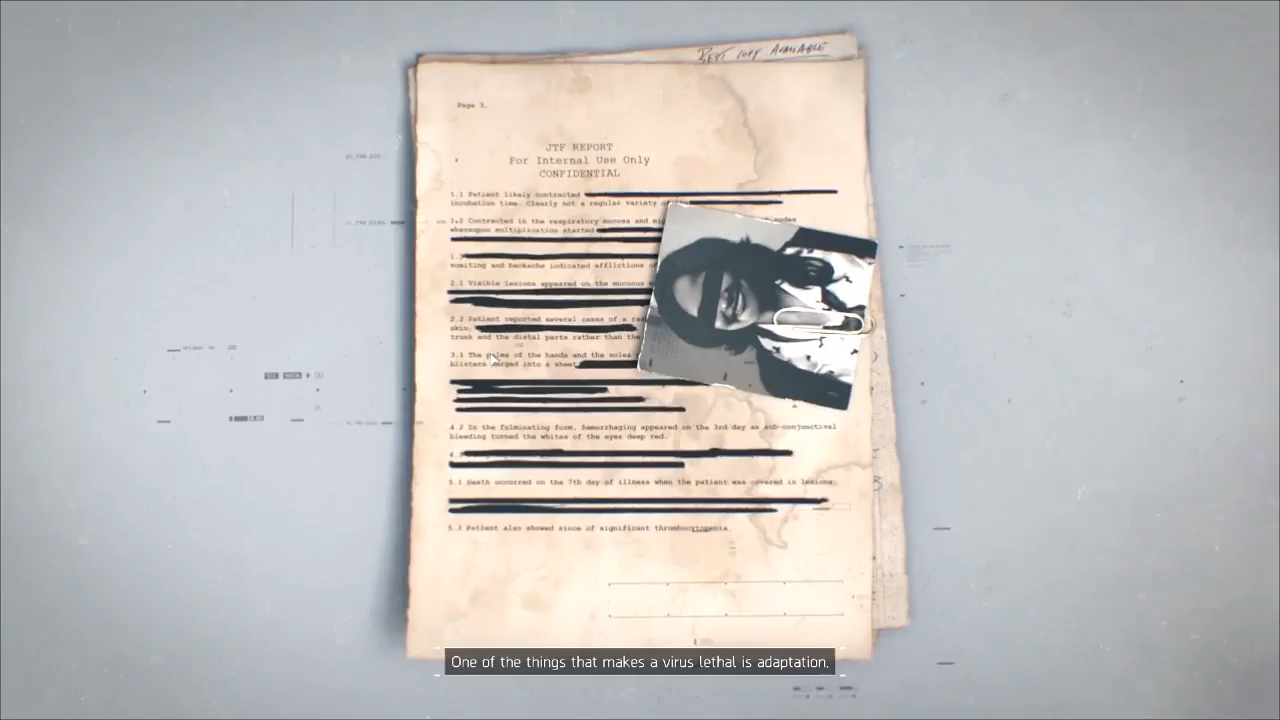 BEST COPY AVAILABLE
Page 3.
JTF REPORT
For Internal Use Only
CONFIDENTIAL
1.1 Patient likely contracted
incubation time. Clearly not a regular variety
1.2 Contracted in the respiratory mucosa and nodes
whereupon multiplication started
1.3
vomiting and backache indicated afflictions
2.1 Visible lesions appeared on the mucous
2.2 Patient reported several cases of a
skin.
trunk and the distal parts rather than the
3.1 The palms of the hands and the soles
blisters merged into a sheet
4.2 In the fulminating form, hemorrhaging appeared on the 3rd day as sub-conjunctival
bleeding turned the whites of the eyes deep red.
5.1 Death occurred on the 7th day of illness when the patient was covered in lesions.
5.2 Patient also showed since of significant thrombocytopenia.
One of the things that makes a virus lethal is adaptation.